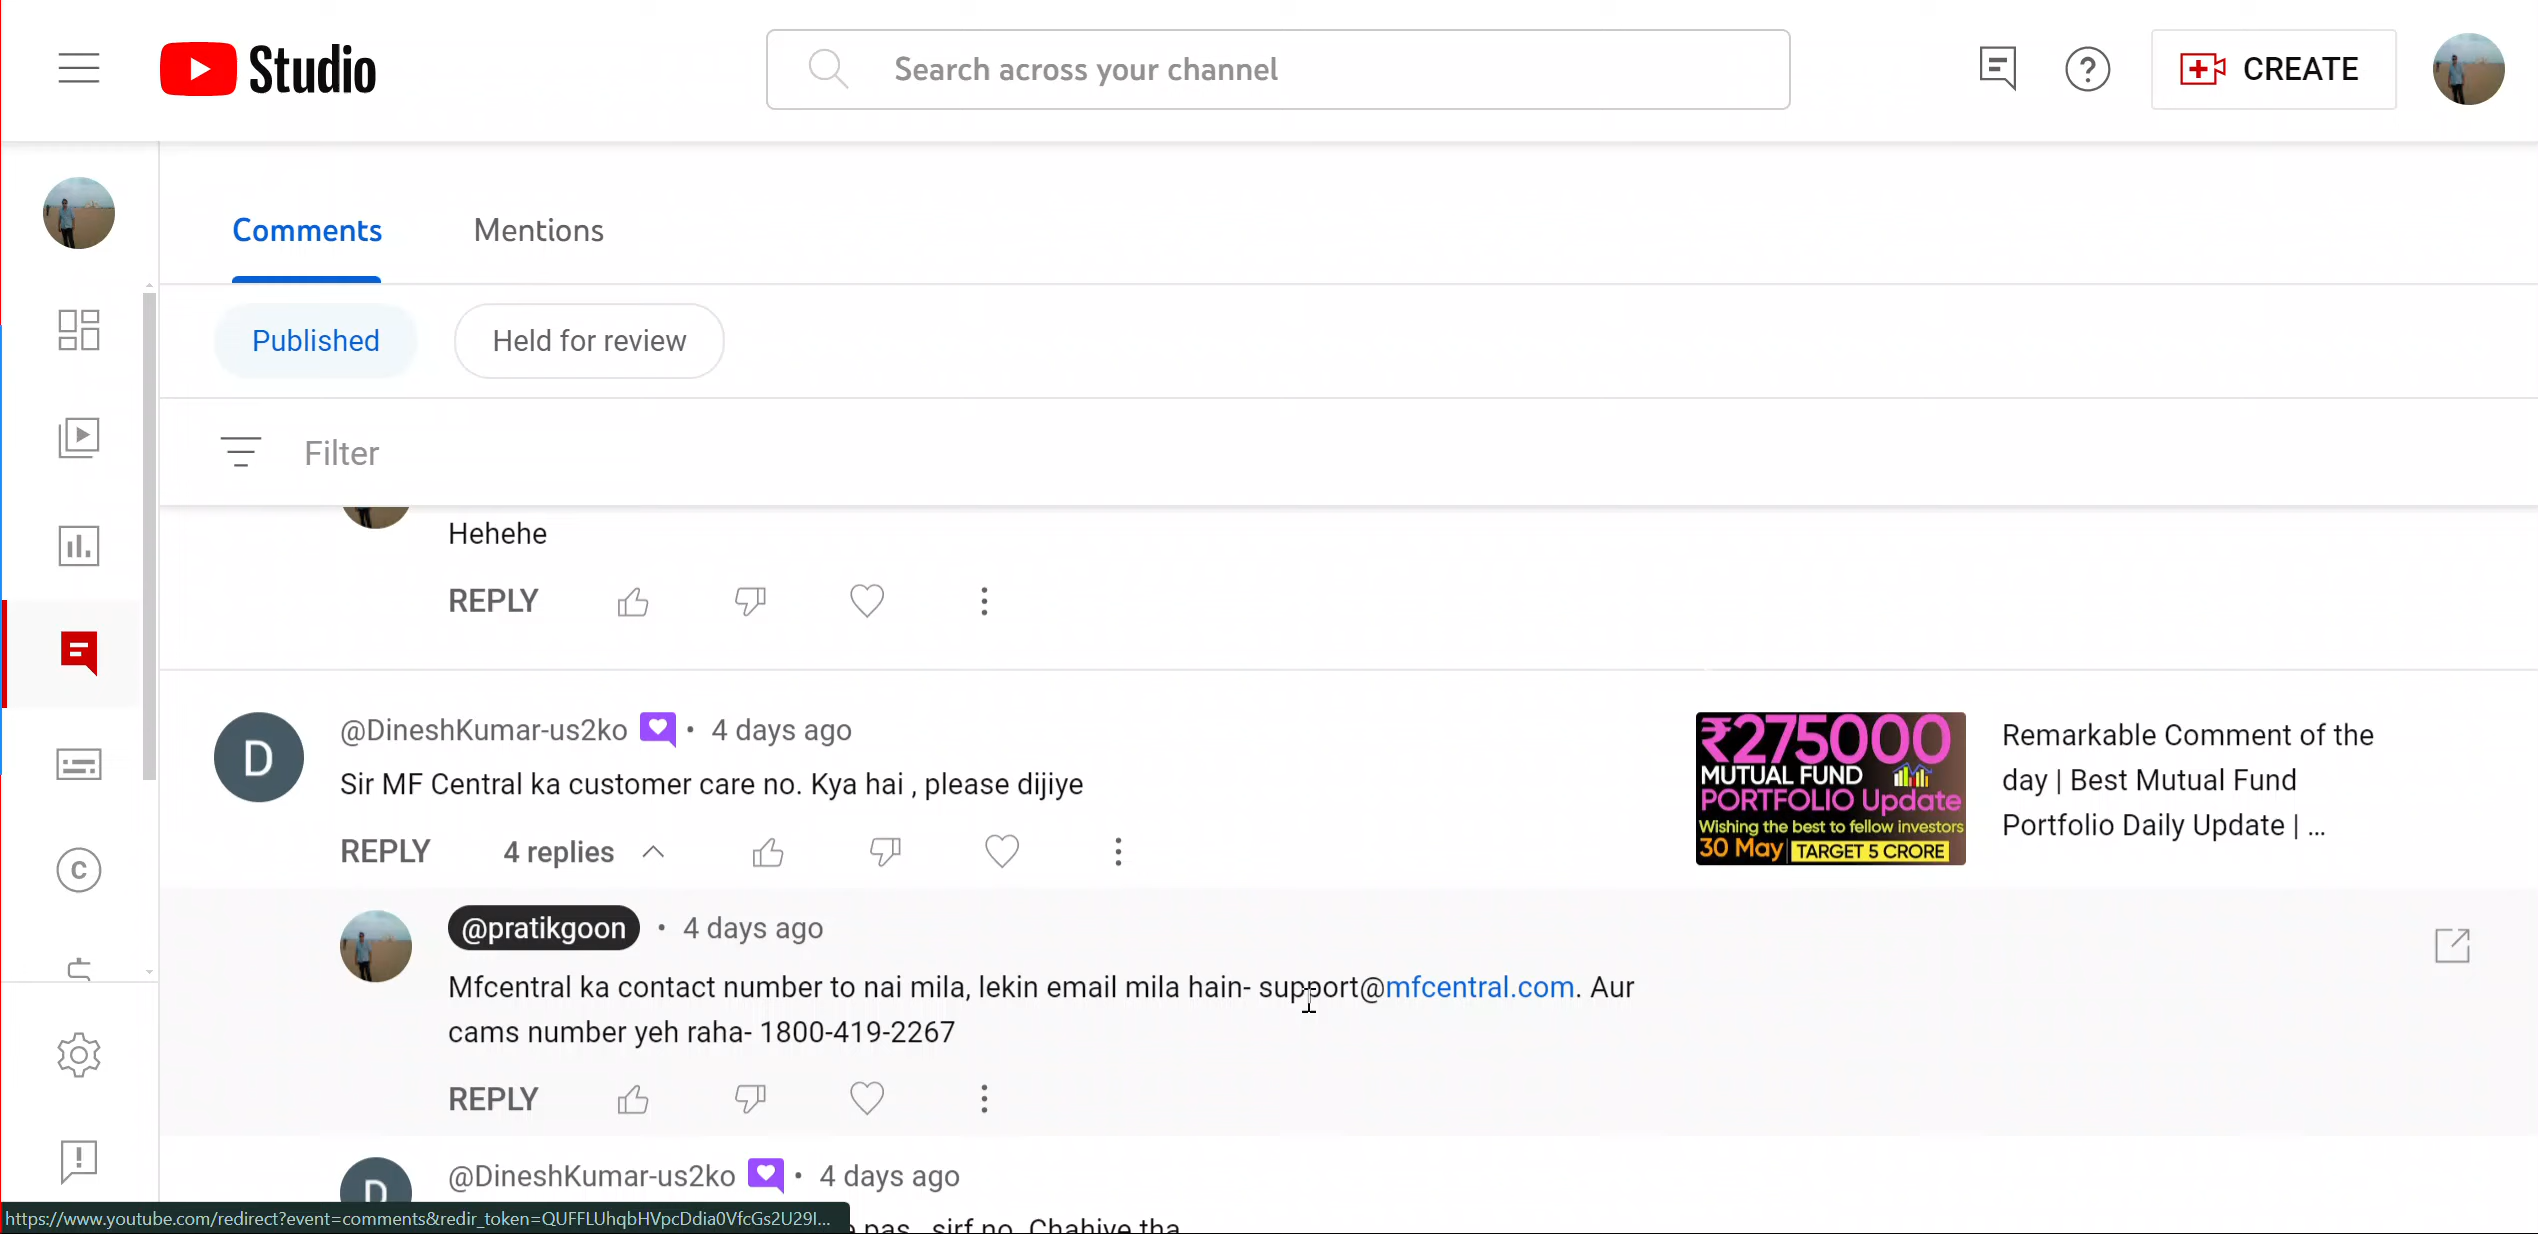 Studio
Search across your channel
CREATE
Comments Mentions
Published Held for review
Filter
Hehehe
REPLY
@DineshKumar-us2ko • 4 days ago
Sir MF Central ka customer care no. Kya hai , please dijiye
REPLY 4 replies
₹275000
MUTUAL FUND
PORTFOLIO Update
Wishing the best to fellow investors
30 May TARGET 5 CRORE
Remarkable Comment of the
day | Best Mutual Fund
Portfolio Daily Update | ...
@pratikgoon • 4 days ago
Mfcentral ka contact number to nai mila, lekin email mila hain- support@mfcentral.com. Aur
cams number yeh raha- 1800-419-2267
REPLY
D
@DineshKumar-us2ko • 4 days ago
pas sirf no. Chahiye tha
https://www.youtube.com/redirect?event=comments&redir_token=QUFFLUhqbHVpcDdia0VfcGs2U29I...